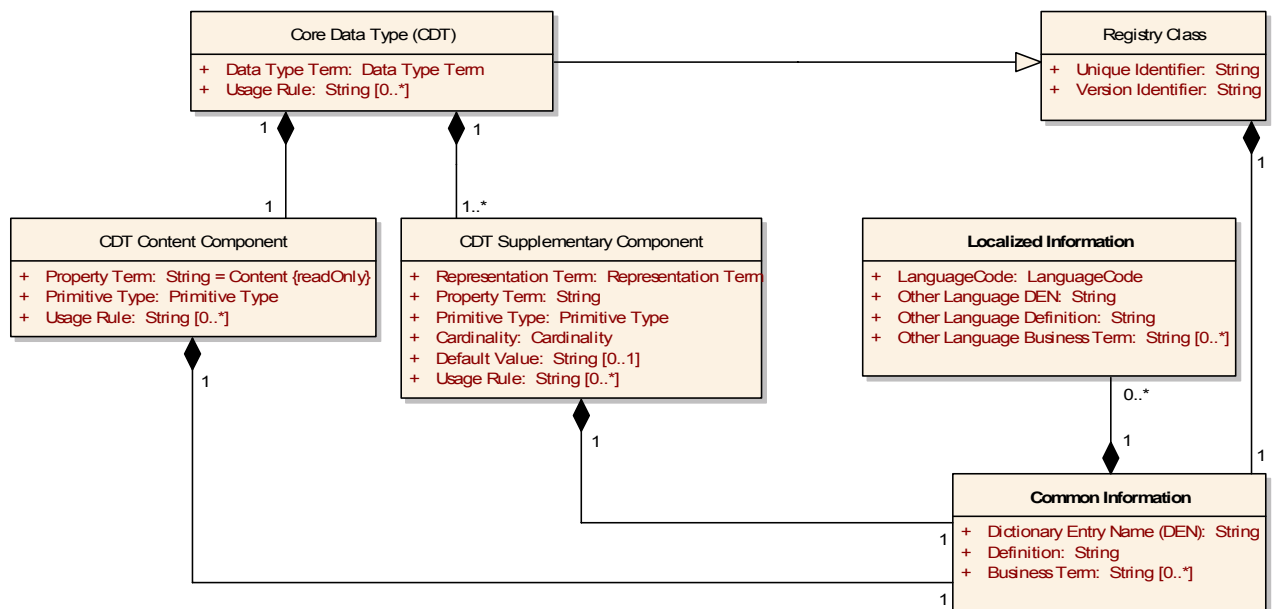 Core Data Type (CDT)
+ Data Type Term: Data Type Term
+ Usage Rule: String [0..*]
Registry Class
+ Unique Identifier: String
+ Version Identifier: String
1
1
1
1
1..*
CDT Content Component
+ Property Term: String = Content {readOnly}
+ Primitive Type: Primitive Type
+ Usage Rule: String [0..*]
CDT Supplementary Component
+ Representation Term: Representation Term
+ Property Term: String
+ Primitive Type: Primitive Type
+ Cardinality: Cardinality
+ Default Value: String [0..1]
+ Usage Rule: String [0..*]
Localized Information
+ LanguageCode: LanguageCode
+ Other Language DEN: String
+ Other Language Definition: String
+ Other Language Business Term: String [0..*]
1
0..*
1
1
1
Common Information
+ Dictionary Entry Name (DEN): String
+ Definition: String
+ Business Term: String [0..*]
1
1